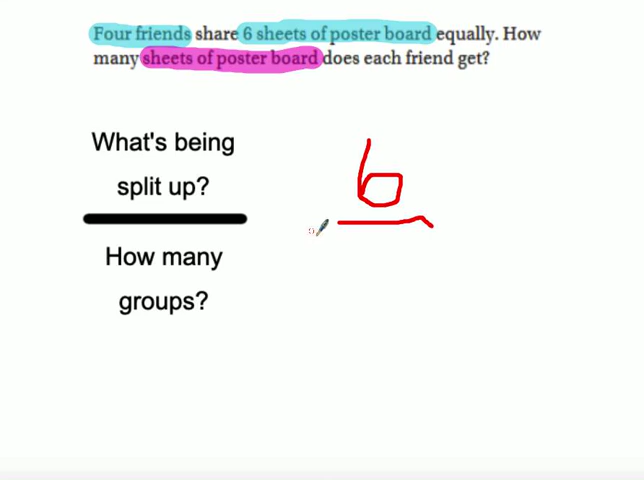 Four friends share 6 sheets of poster board equally. How
many sheets of poster board does each friend get?
What's being
split up?
How many
groups?
6